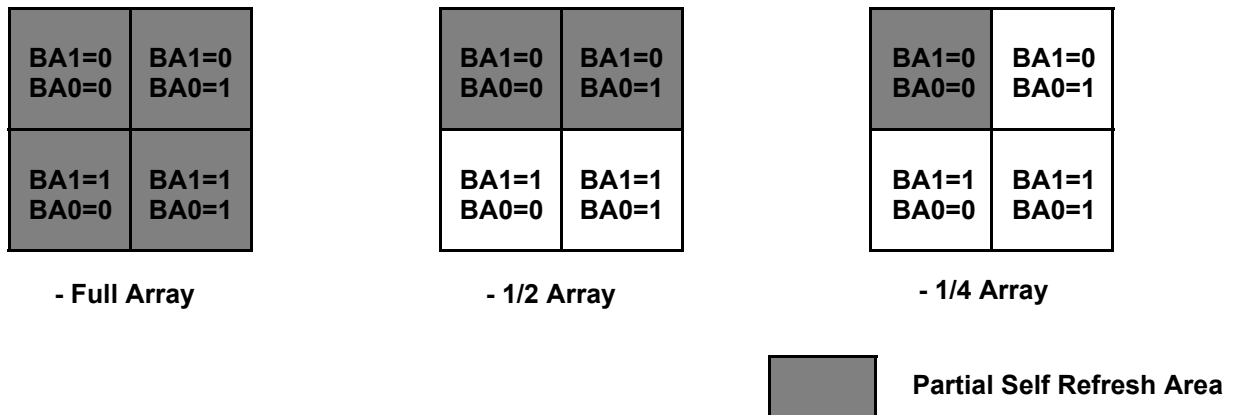 BA1=0 BA1=0
BA0=0 BA0=1
BA1=1 BA1=1
BA0=0 BA0=1
- Full Array
BA1=0 BA1=0
BA0=0 BA0=1
BA1=1 BA1=1
BA0=0 BA0=1
- 1/2 Array
BA1=0 BA1=0
BA0=0 BA0=1
BA1=1 BA1=1
BA0=0 BA0=1
- 1/4 Array
Partial Self Refresh Area